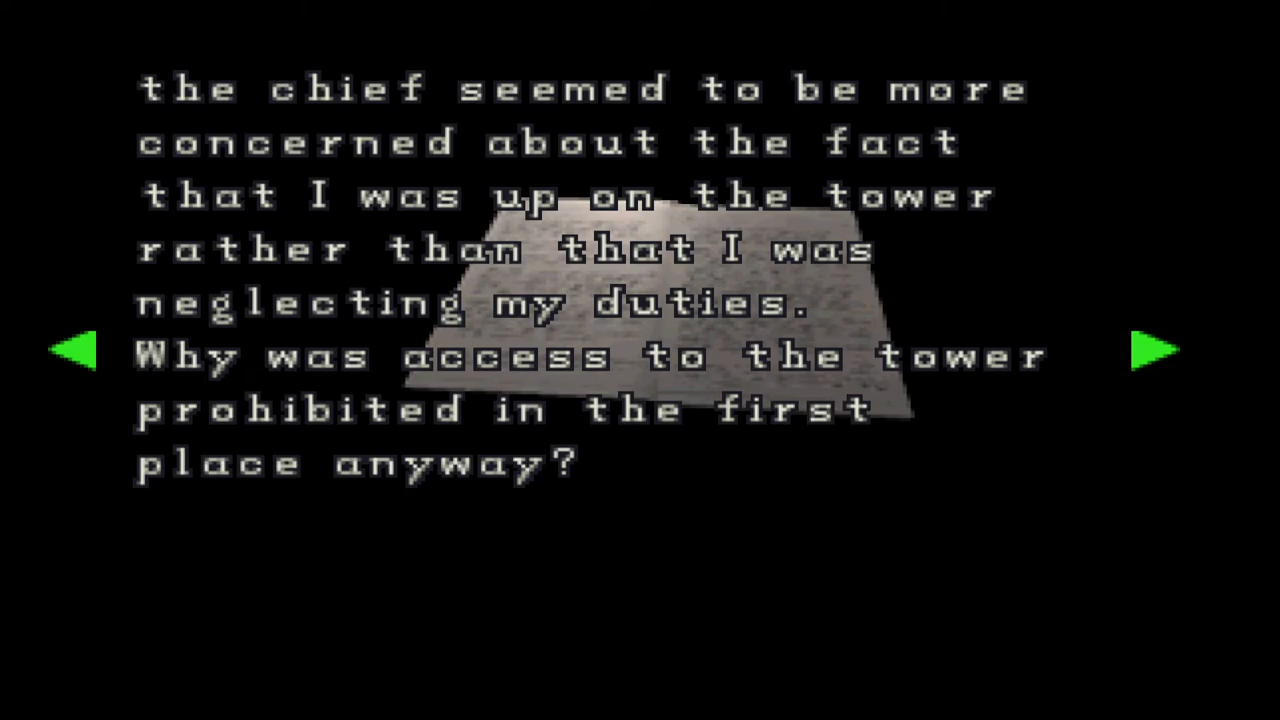 the chief seemed to be more
concerned about the fact
that I was up on the tower
rather than that I was
neglecting my duties.
Why was access to the tower
prohibited in the first
place anyway?